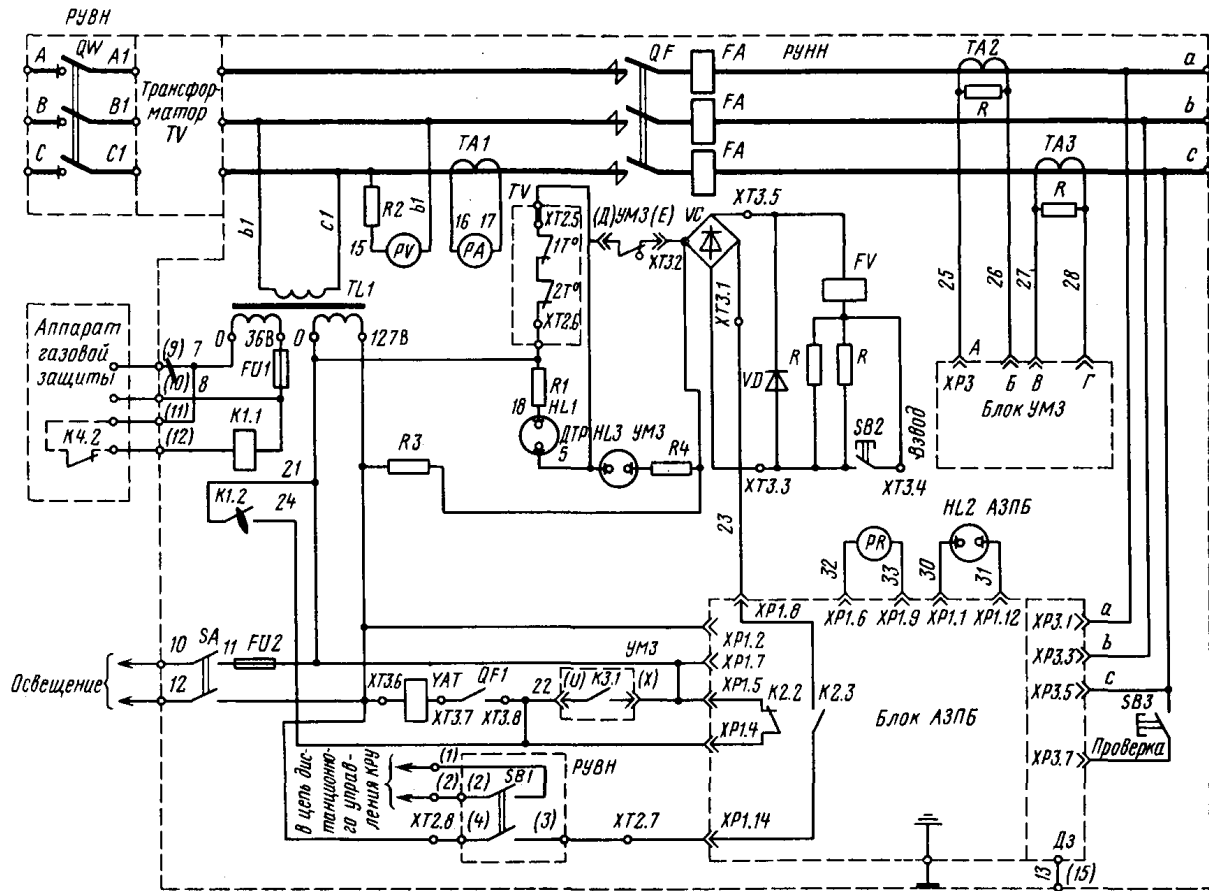 РУВН
QW
A
A1
B
B1
C
C1
Трансфор-
матор
TV
QF
FA
FA
FA
РУНН
TA2
R
a
b
c
TA1
TA3
R
b1
c1
R2
b1
15
PV
16
17
PA
TV
XT2.5
1T°
2T°
XT2.6
(Д)УМЗ(Е)
XT3.2
VC
XT3.5
XT3.1
FV
R
R
VD
SB2
Взвод
XT3.3
XT3.4
25
26
27
28
XP3
А
Б
В
Г
Блок УМЗ
TL1
0
36В
0
127В
Аппарат
газовой
защиты
K4.2
(9)
7
(10)
8
(11)
(12)
FU1
K1.1
R1
18
HL1
ДТР
5
HL3 УМЗ
R4
R3
21
K1.2
24
23
HL2 АЗПБ
PR
32
33
30
31
XP1.8
XP1.6
XP1.9
XP1.1
XP1.12
XP1.2
XP1.7
XP1.5
XP1.4
XP1.14
K2.2
K2.3
Блок АЗПБ
XP3.1
a
XP3.3
b
XP3.5
c
XP3.7
SB3
Проверка
Освещение
10
SA
11
FU2
12
XT3.6
YAT
XT3.7
QF1
XT3.8
22
УМЗ
(U)
K3.1
(X)
В цепь дис-
танционно-
го управ-
ления КРУ
(1)
(2)
(2)
SB1
РУВН
XT2.8
(4)
(3)
XT2.7
Дз
13
(15)